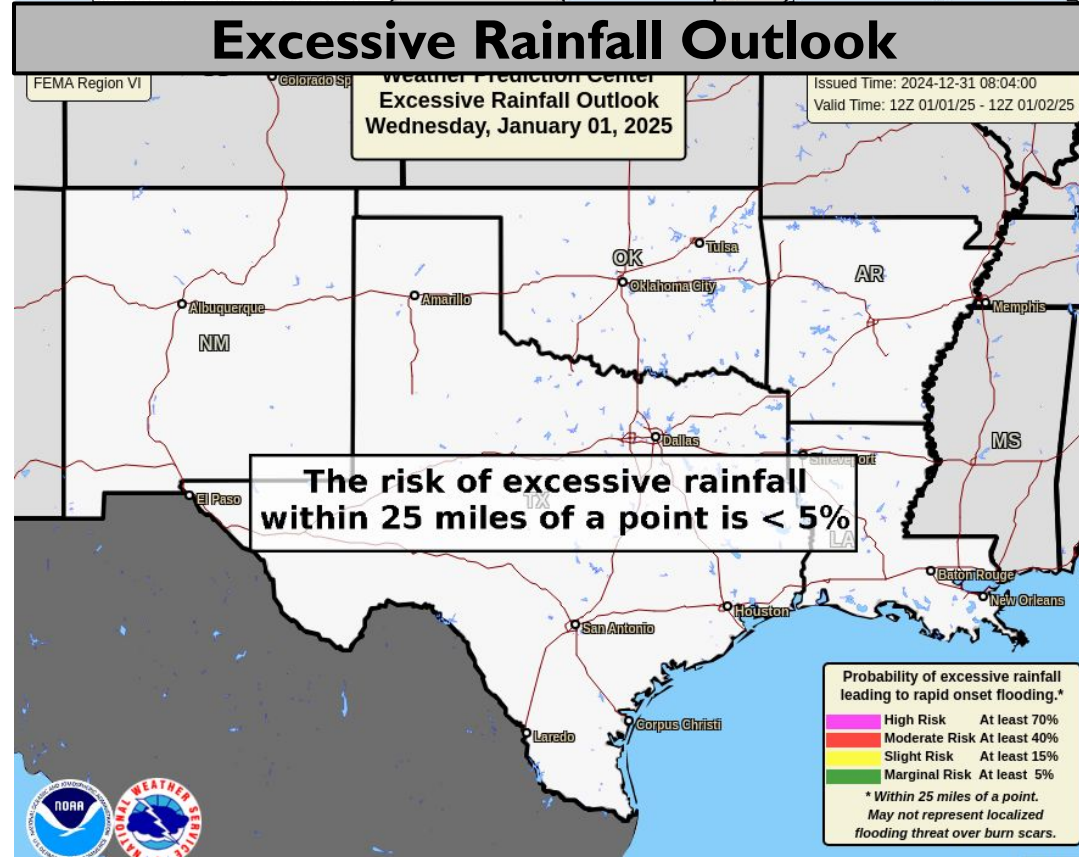 Excessive Rainfall Outlook
FEMA Region VI
Colorado Sp
Weather Prediction Center
Excessive Rainfall Outlook
Wednesday, January 01, 2025
Issued Time: 2024-12-31 08:04:00
Valid Time: 12Z 01/01/25 - 12Z 01/02/25
Tulsa
OK
Oklahoma City
AR
Amarillo
Albuquerque
Memphis
NM
Dallas
MS
Shreveport
The risk of excessive rainfall
within 25 miles of a point is < 5%
TX
El Paso
LA
Baton Rouge
New Orleans
Houston
San Antonio
Corpus Christi
Laredo
Probability of excessive rainfall
leading to rapid onset flooding.*
High Risk At least 70%
Moderate Risk At least 40%
Slight Risk At least 15%
Marginal Risk At least 5%
* Within 25 miles of a point.
May not represent localized
flooding threat over burn scars.
NOAA
NATIONAL WEATHER SERVICE